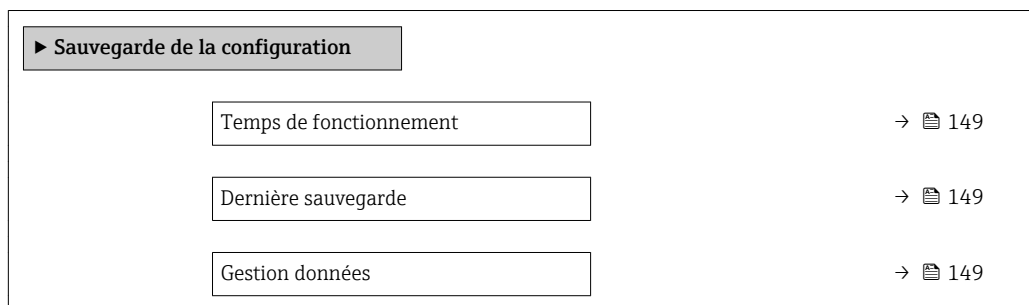 ▶ Sauvegarde de la configuration
Temps de fonctionnement → 149
Dernière sauvegarde → 149
Gestion données → 149